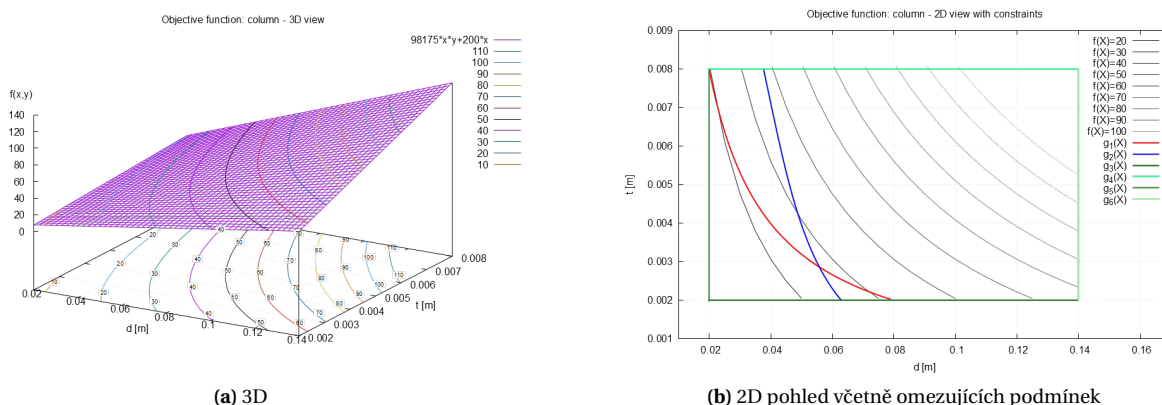 Objective function: column - 3D view
98175*x*y+200*x
110
100
90
80
70
60
50
40
30
20
10
f(x,y)
140
120
100
80
60
40
20
0
0.02
0.04
0.06
0.08
0.1
0.12
0.14
d [m]
0.002
0.003
0.004
0.005
0.006
0.007
0.008
t [m]
(a) 3D
Objective function: column - 2D view with constraints
f(X)=20
f(X)=30
f(X)=40
f(X)=50
f(X)=60
f(X)=70
f(X)=80
f(X)=90
f(X)=100
g1(X)
g2(X)
g3(X)
g4(X)
g5(X)
g6(X)
0.009
0.008
0.007
0.006
0.005
0.004
0.003
0.002
0.001
t [m]
0.02 0.04 0.06 0.08 0.1 0.12 0.14 0.16
d [m]
(b) 2D pohled včetně omezujících podmínek